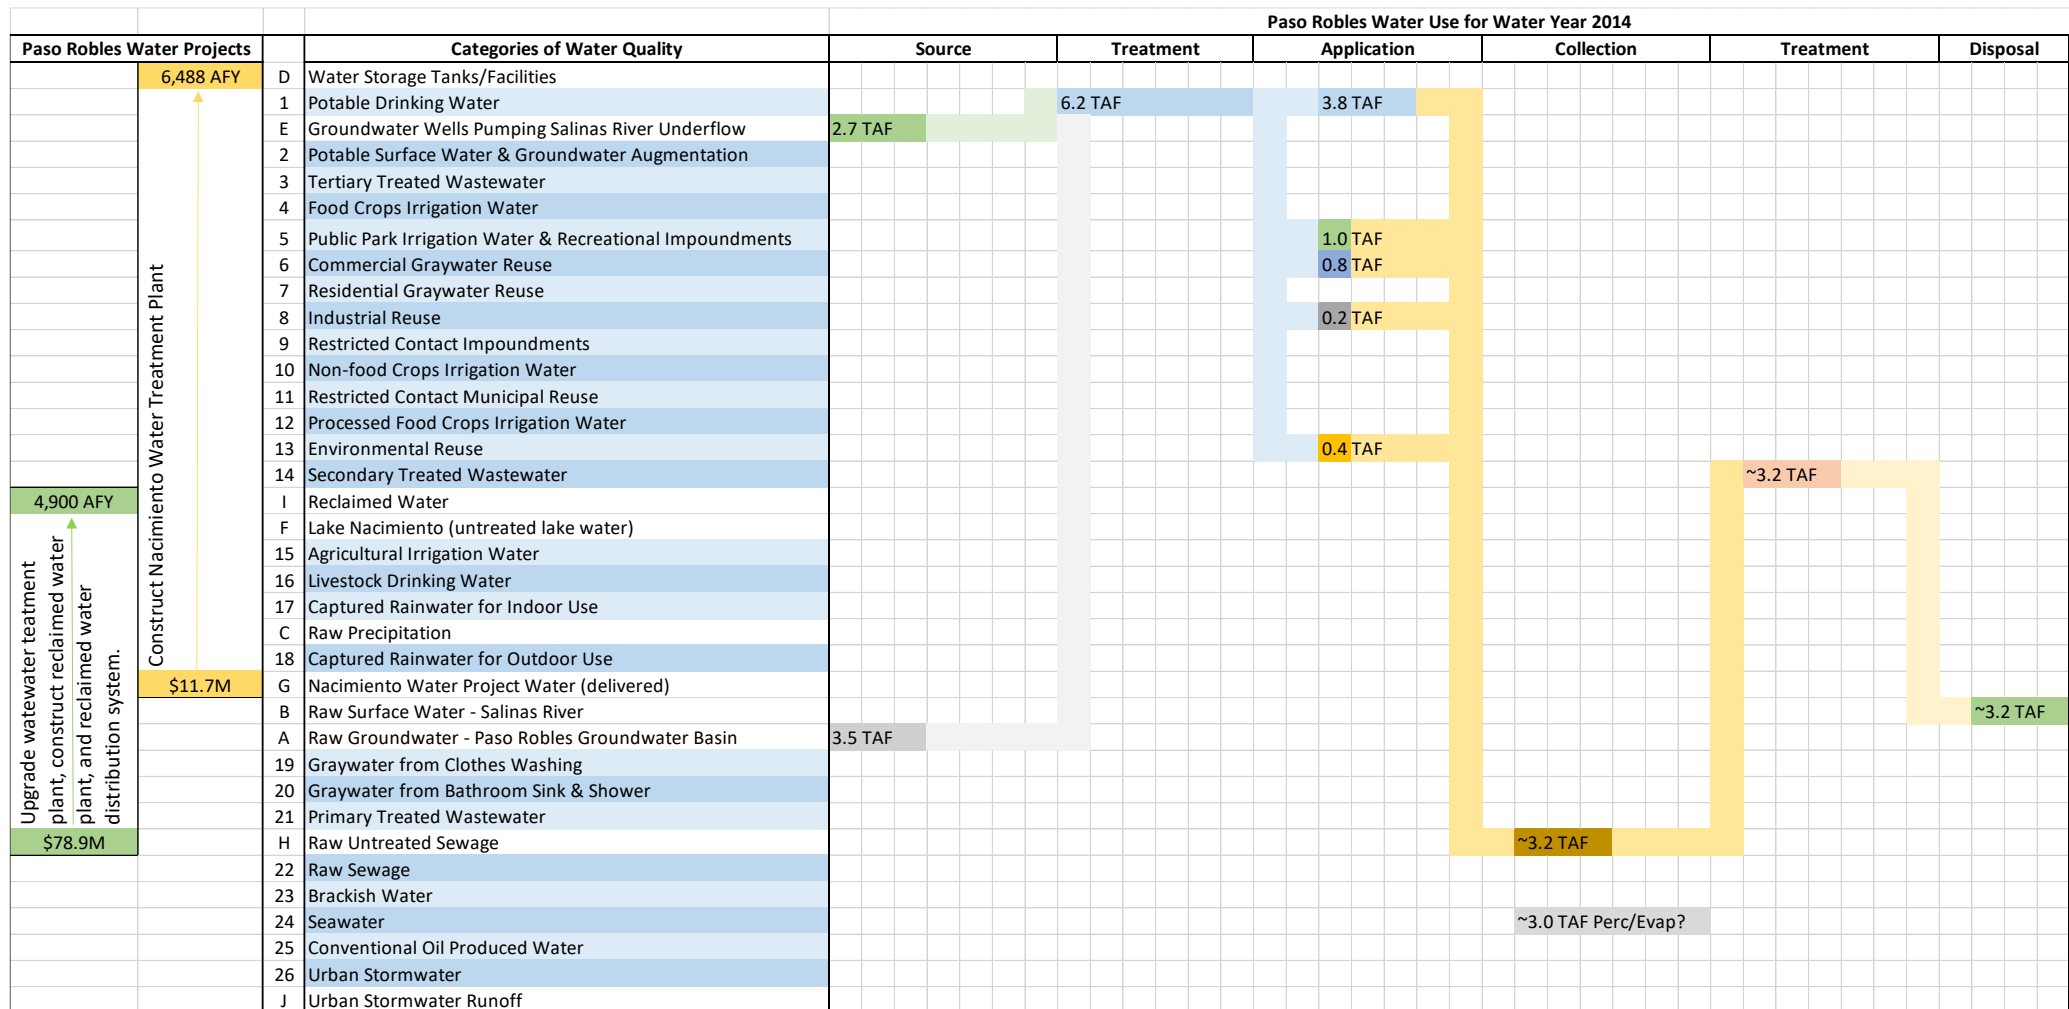 Paso Robles Water Use for Water Year 2014
Paso Robles Water Projects Categories of Water Quality Source Treatment Application Collection Treatment Disposal
6,488 AFY D Water Storage Tanks/Facilities
1 Potable Drinking Water 6.2 TAF 3.8 TAF
E Groundwater Wells Pumping Salinas River Underflow 2.7 TAF
2 Potable Surface Water & Groundwater Augmentation
3 Tertiary Treated Wastewater
4 Food Crops Irrigation Water
5 Public Park Irrigation Water & Recreational Impoundments 1.0 TAF
6 Commercial Graywater Reuse 0.8 TAF
7 Residential Graywater Reuse
8 Industrial Reuse 0.2 TAF
9 Restricted Contact Impoundments
10 Non-food Crops Irrigation Water
11 Restricted Contact Municipal Reuse
12 Processed Food Crops Irrigation Water
13 Environmental Reuse 0.4 TAF
14 Secondary Treated Wastewater ~3.2 TAF
4,900 AFY I Reclaimed Water
F Lake Nacimiento (untreated lake water)
15 Agricultural Irrigation Water
16 Livestock Drinking Water
17 Captured Rainwater for Indoor Use
C Raw Precipitation
18 Captured Rainwater for Outdoor Use
$11.7M G Nacimiento Water Project Water (delivered)
B Raw Surface Water - Salinas River ~3.2 TAF
A Raw Groundwater - Paso Robles Groundwater Basin 3.5 TAF
19 Graywater from Clothes Washing
20 Graywater from Bathroom Sink & Shower
21 Primary Treated Wastewater
$78.9M H Raw Untreated Sewage ~3.2 TAF
22 Raw Sewage
23 Brackish Water
24 Seawater ~3.0 TAF Perc/Evap?
25 Conventional Oil Produced Water
26 Urban Stormwater
J Urban Stormwater Runoff
Upgrade watewater teatment
plant, construct reclaimed water
plant, and reclaimed water
distribution system.
Construct Nacimiento Water Treatment Plant